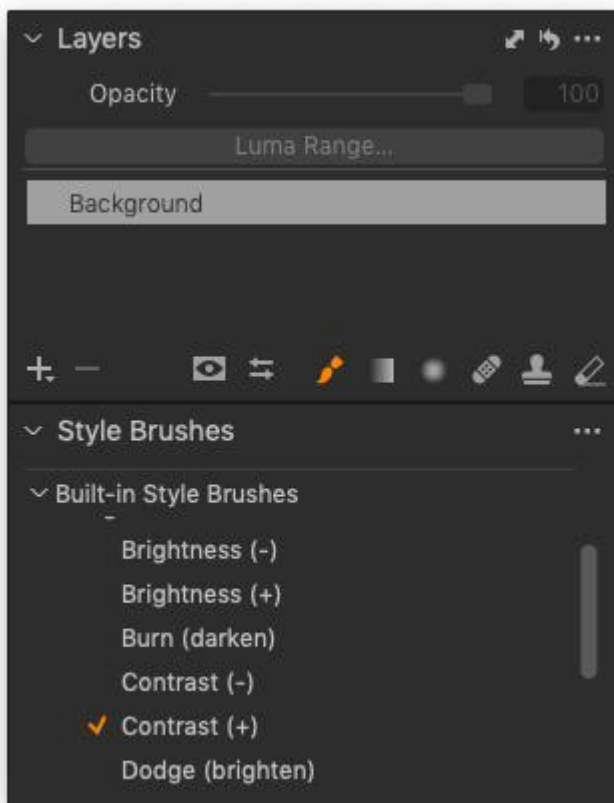 Layers
Opacity 100
Luma Range...
Background
Style Brushes
Built-in Style Brushes
Brightness (-)
Brightness (+)
Burn (darken)
Contrast (-)
Contrast (+)
Dodge (brighten)